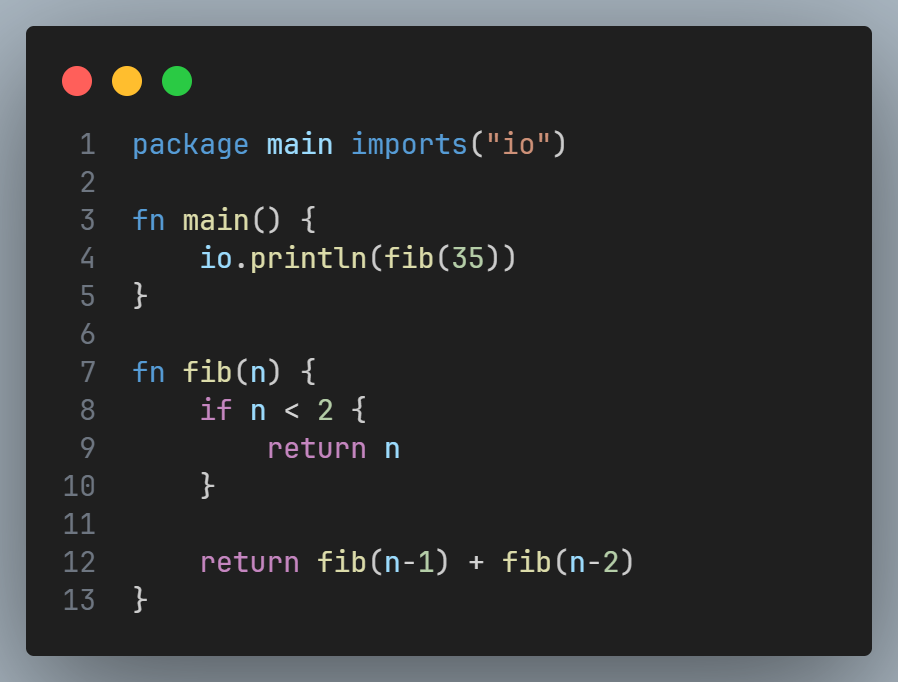 1 package main imports("io")
2
3 fn main() {
4     io.println(fib(35))
5 }
6
7 fn fib(n) {
8     if n < 2 {
9         return n
10     }
11
12     return fib(n-1) + fib(n-2)
13 }